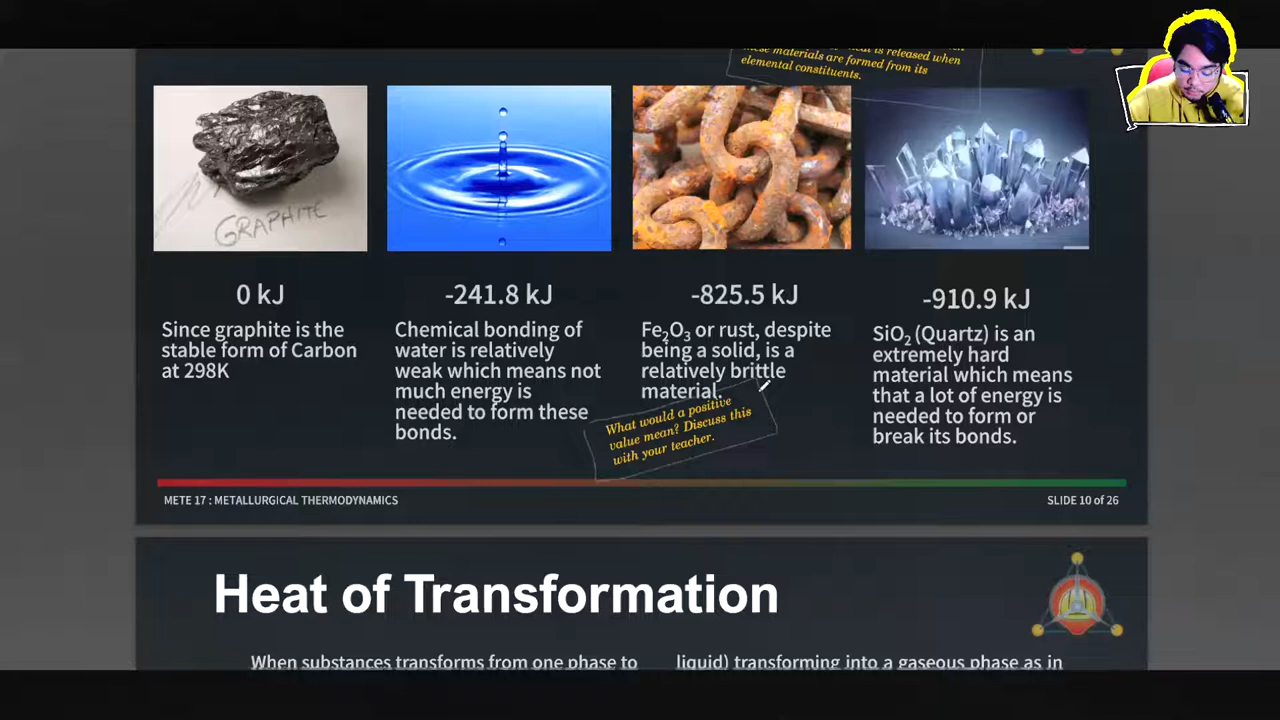 these materials are formed from its
elemental constituents.
GRAPHITE
0 kJ
Since graphite is the
stable form of Carbon
at 298K
-241.8 kJ
Chemical bonding of
water is relatively
weak which means not
much energy is
needed to form these
bonds.
-825.5 kJ
Fe₂O₃ or rust, despite
being a solid, is a
relatively brittle
material.
-910.9 kJ
SiO₂ (Quartz) is an
extremely hard
material which means
that a lot of energy is
needed to form or
break its bonds.
What would a positive
value mean? Discuss this
with your teacher.
METE 17 : METALLURGICAL THERMODYNAMICS
SLIDE 10 of 26
Heat of Transformation
When substances transforms from one phase to
liquid) transforming into a gaseous phase as in